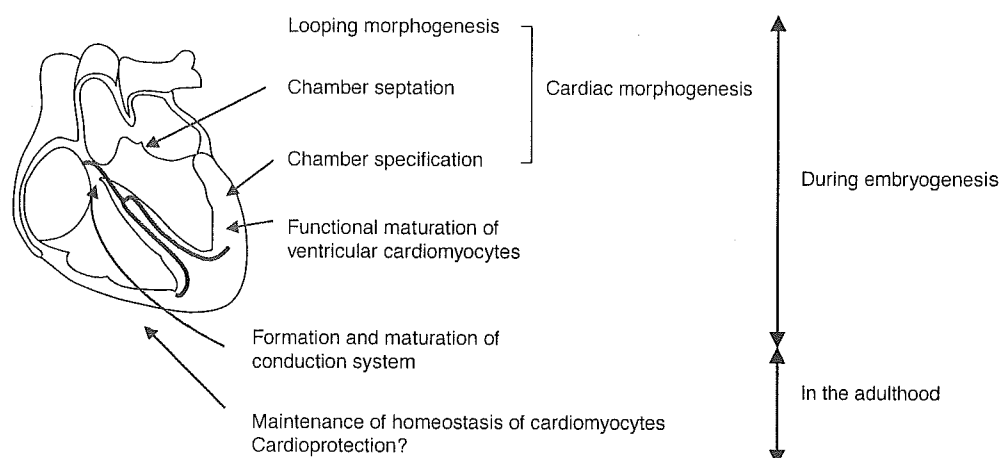 Looping morphogenesis
Chamber septation
Cardiac morphogenesis
Chamber specification
During embryogenesis
Functional maturation of
ventricular cardiomyocytes
Formation and maturation of
conduction system
In the adulthood
Maintenance of homeostasis of cardiomyocytes
Cardioprotection?